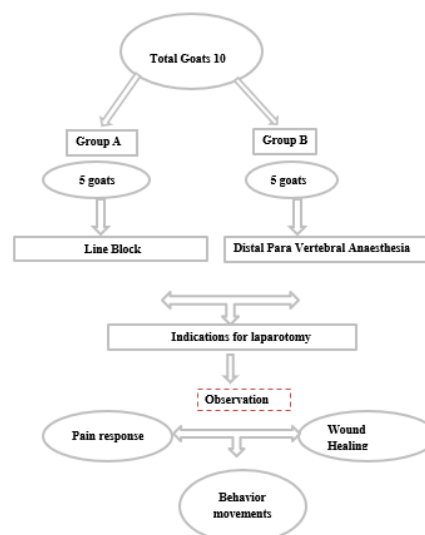 Total Goats 10
Group A
Group B
5 goats
5 goats
Line Block
Distal Para Vertebral Anaesthesia
Indications for laparotomy
Observation
Pain response
Wound
Healing
Behavior
movements